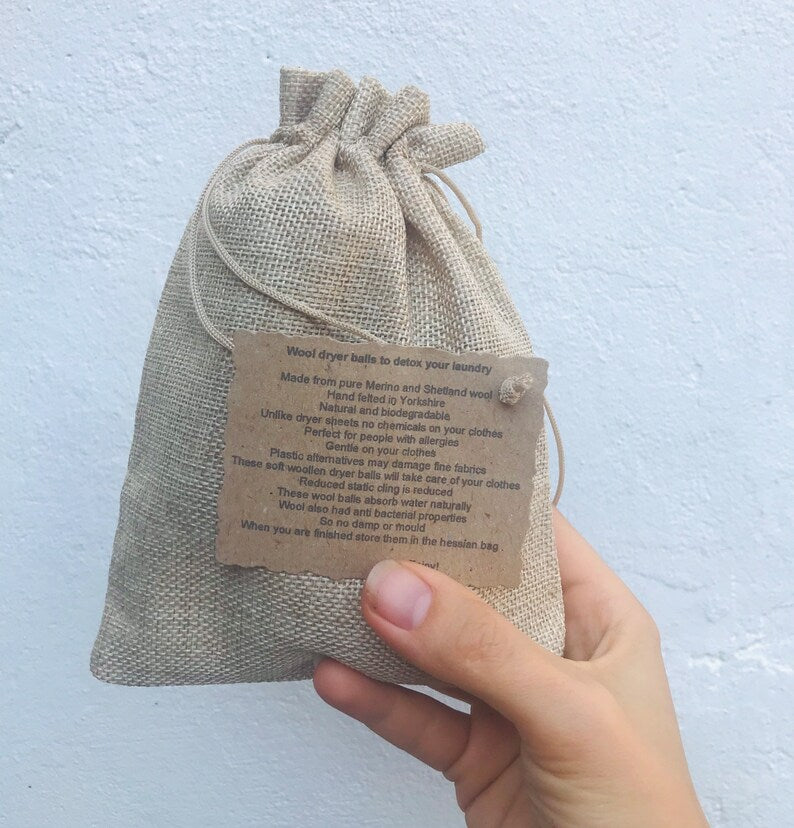 Wool dryer balls to detox your laundry
Made from pure Merino and Shetland wool
Hand felted in Yorkshire
Natural and biodegradable
Unlike dryer sheets no chemicals on your clothes
Perfect for people with allergies
Gentle on your clothes
Plastic alternatives may damage fine fabrics
These soft woollen dryer balls will take care of your clothes
Reduced static cling is reduced
These wool balls absorb water naturally
Wool also had anti bacterial properties
So no damp or mould
When you are finished store them in the hessian bag